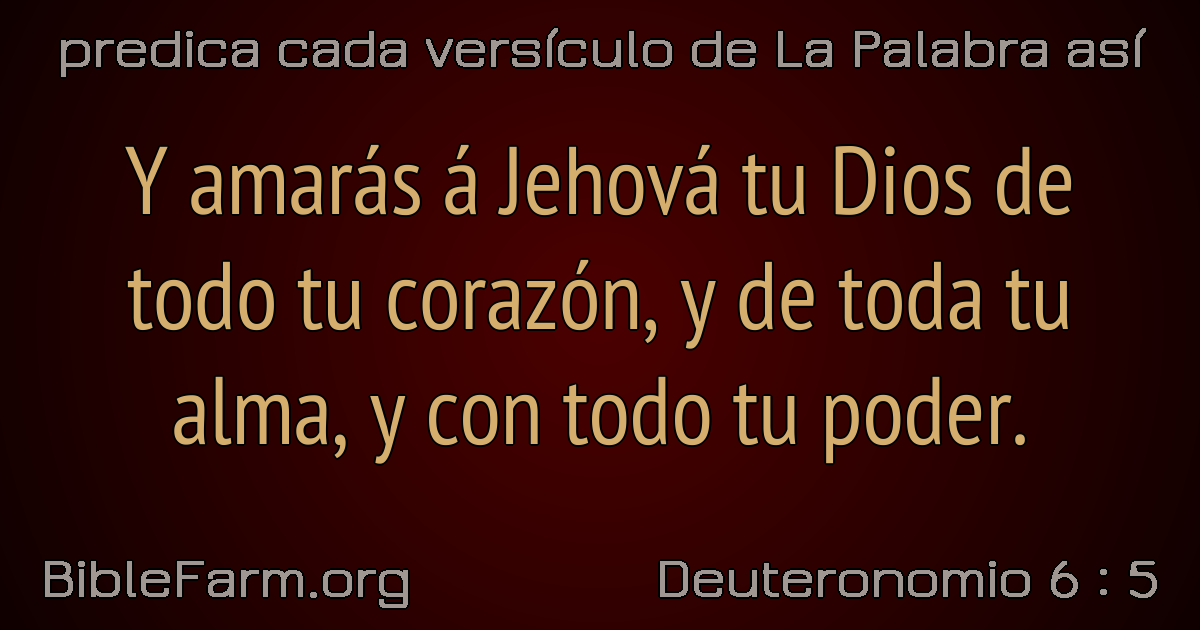 predica cada versículo de La Palabra así
Y amarás á Jehová tu Dios de
todo tu corazón, y de toda tu
alma, y con todo tu poder.
BibleFarm.org
Deuteronomio 6 : 5